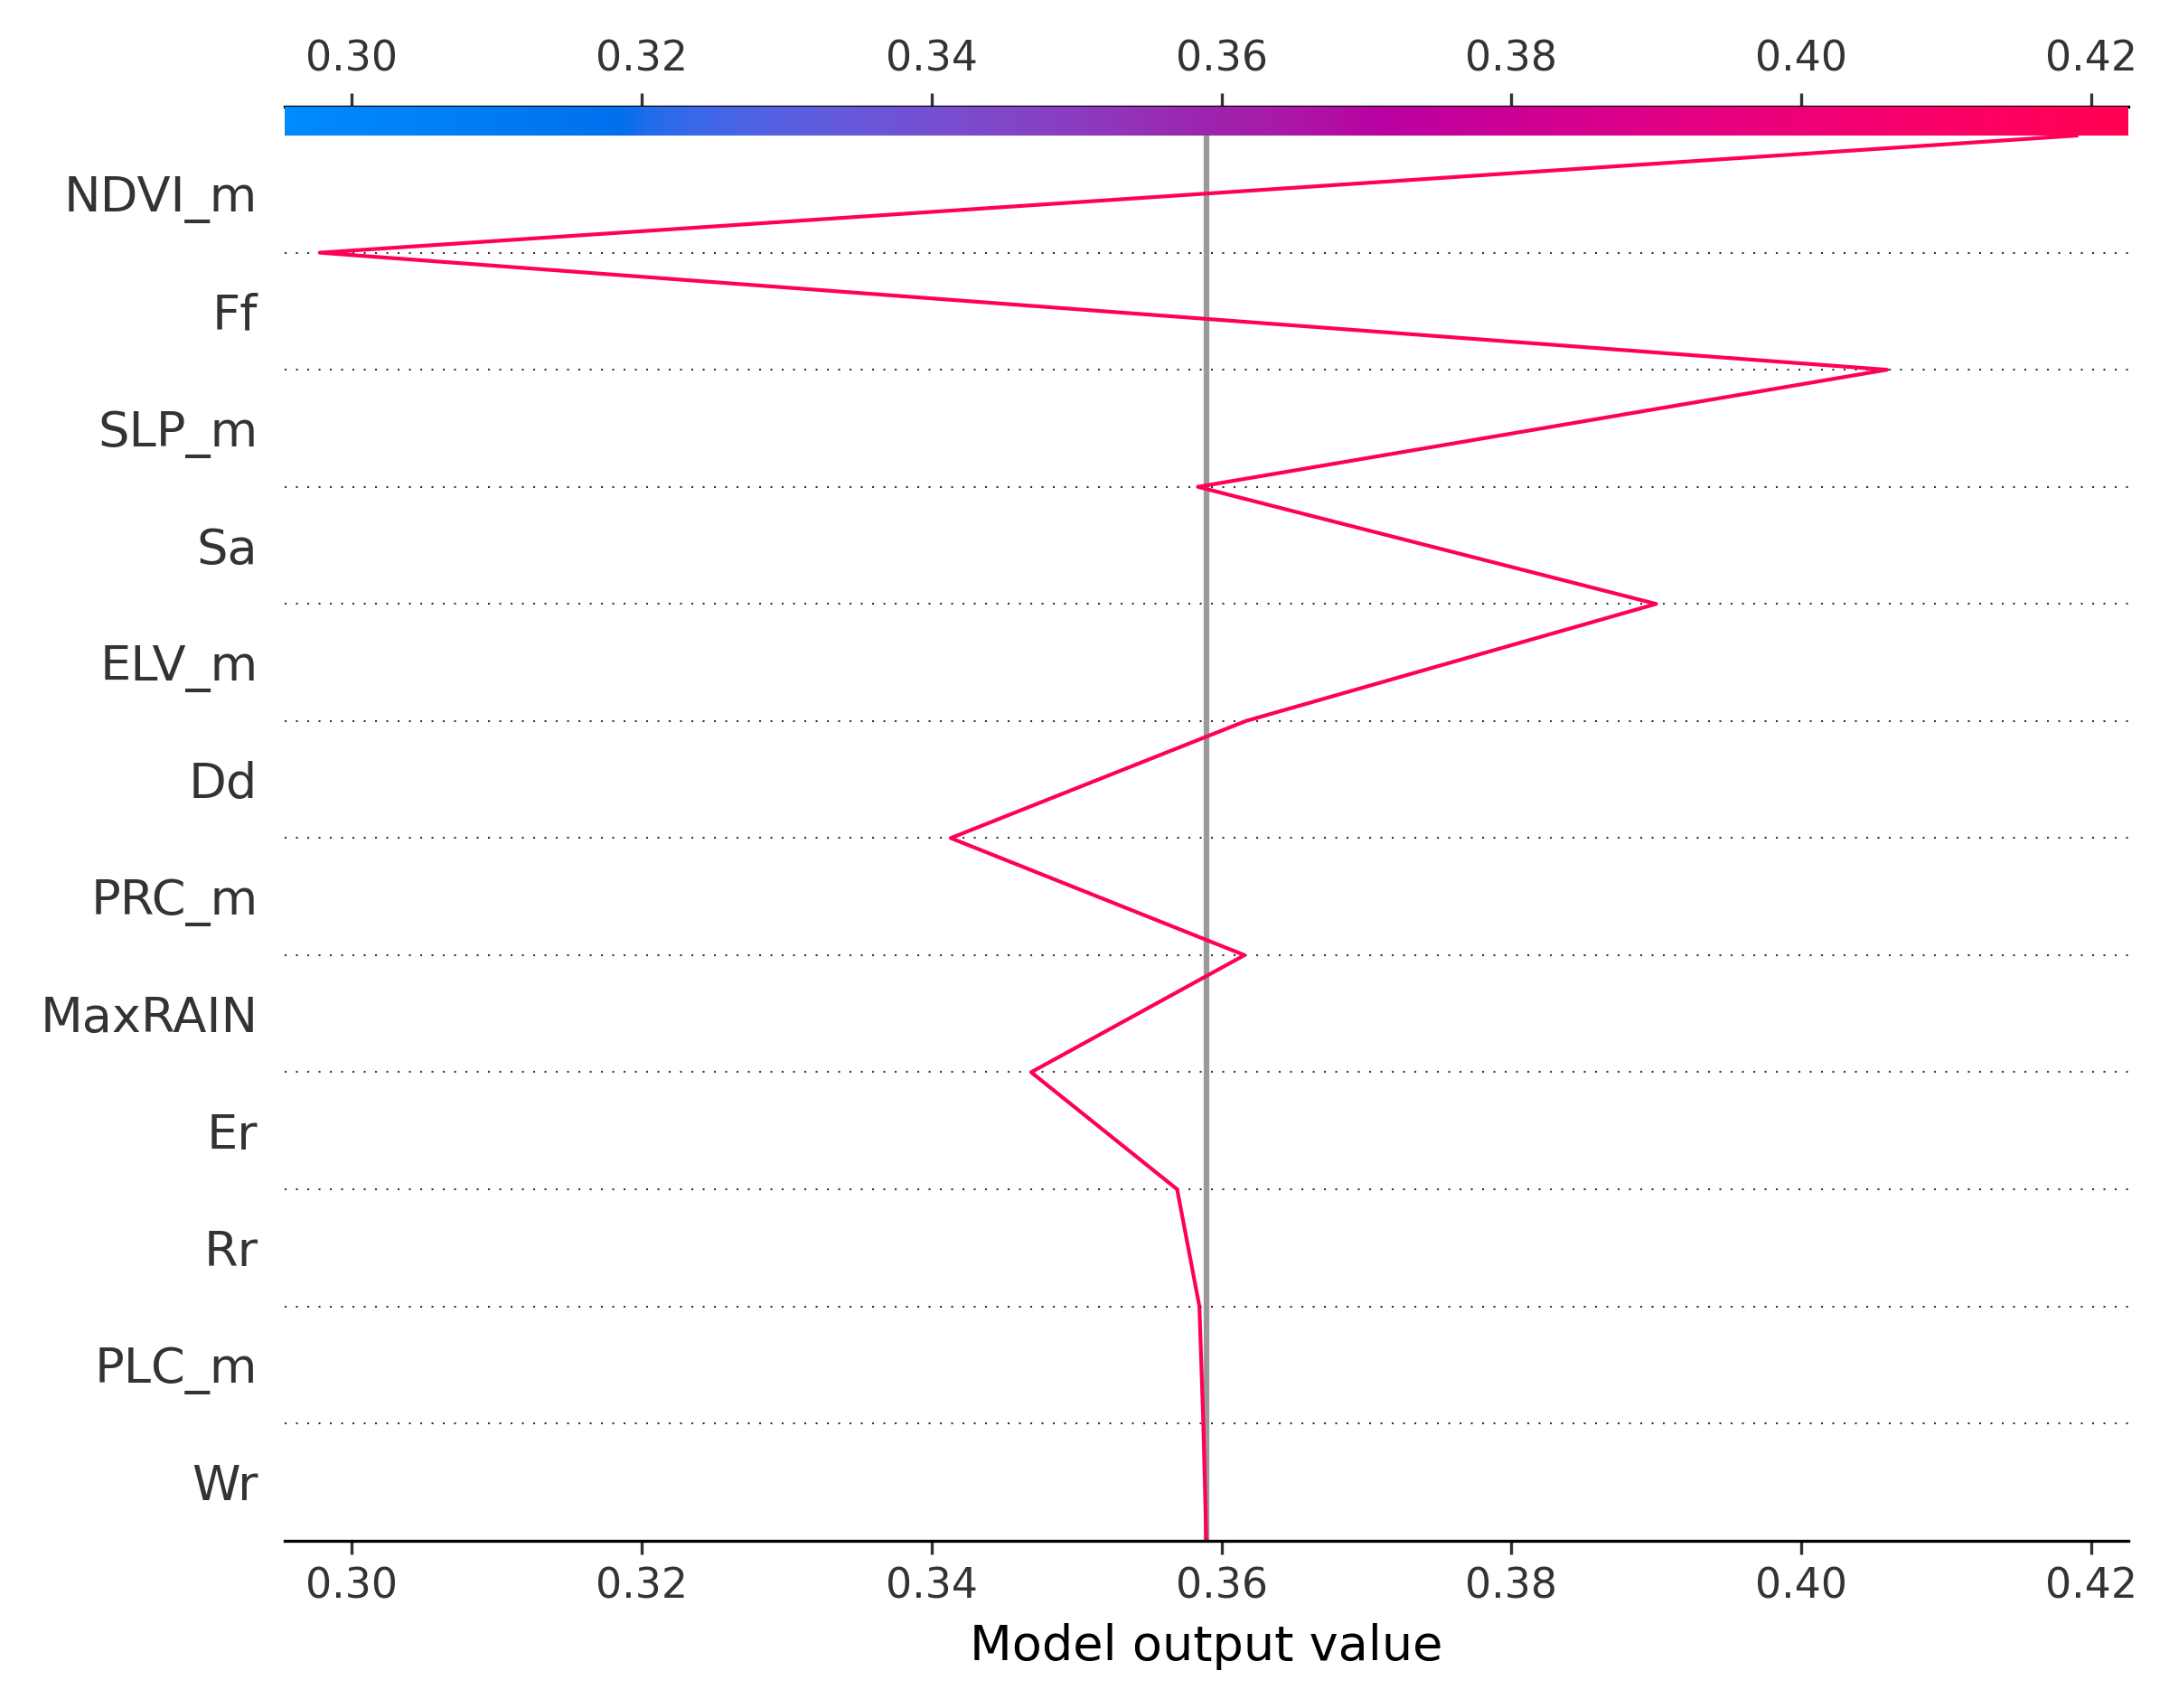 0.30 0.32 0.34 0.36 0.38 0.40 0.42
NDVI_m
Ff
SLP_m
Sa
ELV_m
Dd
PRC_m
MaxRAIN
Er
Rr
PLC_m
Wr
0.30 0.32 0.34 0.36 0.38 0.40 0.42
Model output value